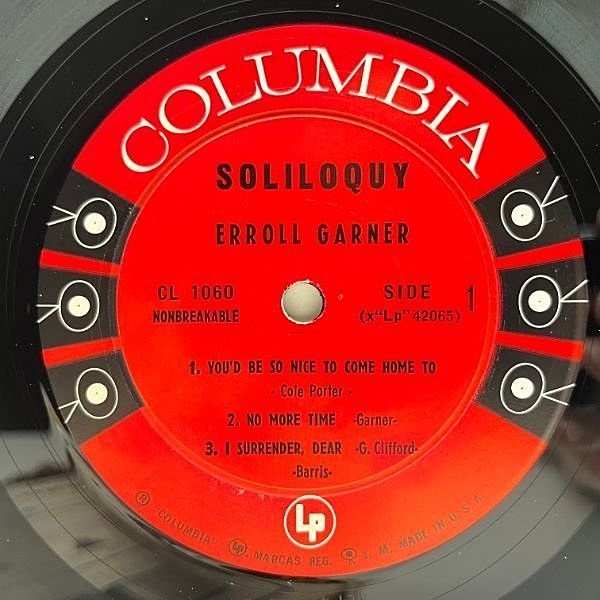 COLUMBIA
SOLILOQUY
ERROLL GARNER
CL 1060 SIDE 1
NONBREAKABLE (x"Lp" 42065)
1. YOU'D BE SO NICE TO COME HOME TO
- Cole Porter -
2. NO MORE TIME -Garner-
3. I SURRENDER, DEAR -G. Clifford-
-Barris-
Lp
® "COLUMBIA" Lp MARCAS REG. T. M. MADE IN U.S.A.